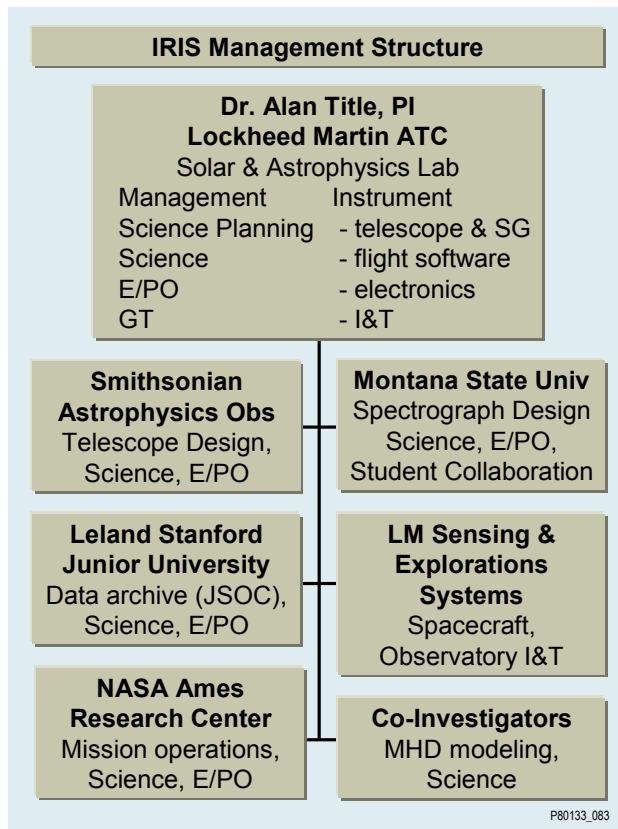 IRIS Management Structure
Dr. Alan Title, PI
Lockheed Martin ATC
Solar & Astrophysics Lab
Management Instrument
Science Planning - telescope & SG
Science - flight software
E/PO - electronics
GT - I&T
Smithsonian
Astrophysics Obs
Telescope Design,
Science, E/PO
Montana State Univ
Spectrograph Design
Science, E/PO,
Student Collaboration
Leland Stanford
Junior University
Data archive (JSOC),
Science, E/PO
LM Sensing &
Explorations
Systems
Spacecraft,
Observatory I&T
NASA Ames
Research Center
Mission operations,
Science, E/PO
Co-Investigators
MHD modeling,
Science
P80133_083